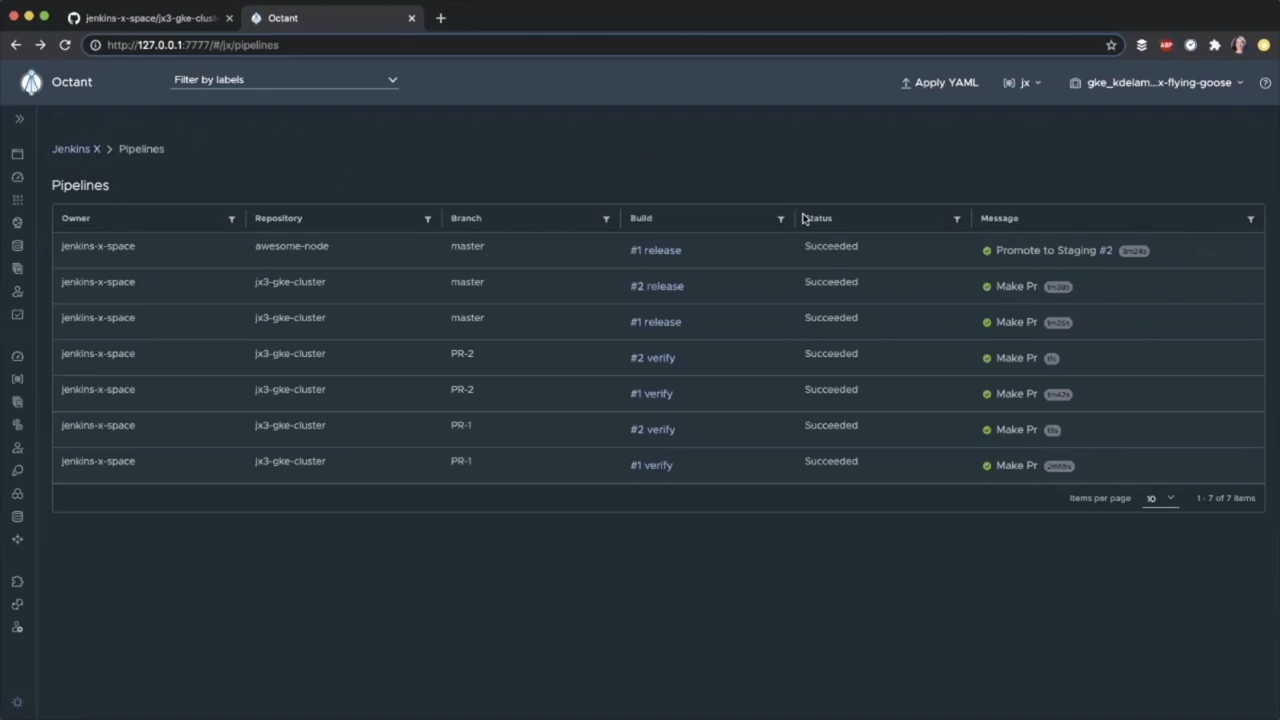 jenkins-x-space/jx3-gke-clust
Octant
http://127.0.0.1:7777/#/jx/pipelines
ABP
Octant
Filter by labels
Apply YAML
jx
gke_kdelam...x-flying-goose
Jenkins X > Pipelines
Pipelines
Owner Repository Branch Build Status Message
jenkins-x-space awesome-node master #1 release Succeeded Promote to Staging #2 3m24s
jenkins-x-space jx3-gke-cluster master #2 release Succeeded Make Pr
jenkins-x-space jx3-gke-cluster master #1 release Succeeded Make Pr
jenkins-x-space jx3-gke-cluster PR-2 #2 verify Succeeded Make Pr
jenkins-x-space jx3-gke-cluster PR-2 #1 verify Succeeded Make Pr 1m42s
jenkins-x-space jx3-gke-cluster PR-1 #2 verify Succeeded Make Pr
jenkins-x-space jx3-gke-cluster PR-1 #1 verify Succeeded Make Pr
Items per page 10 1 - 7 of 7 items